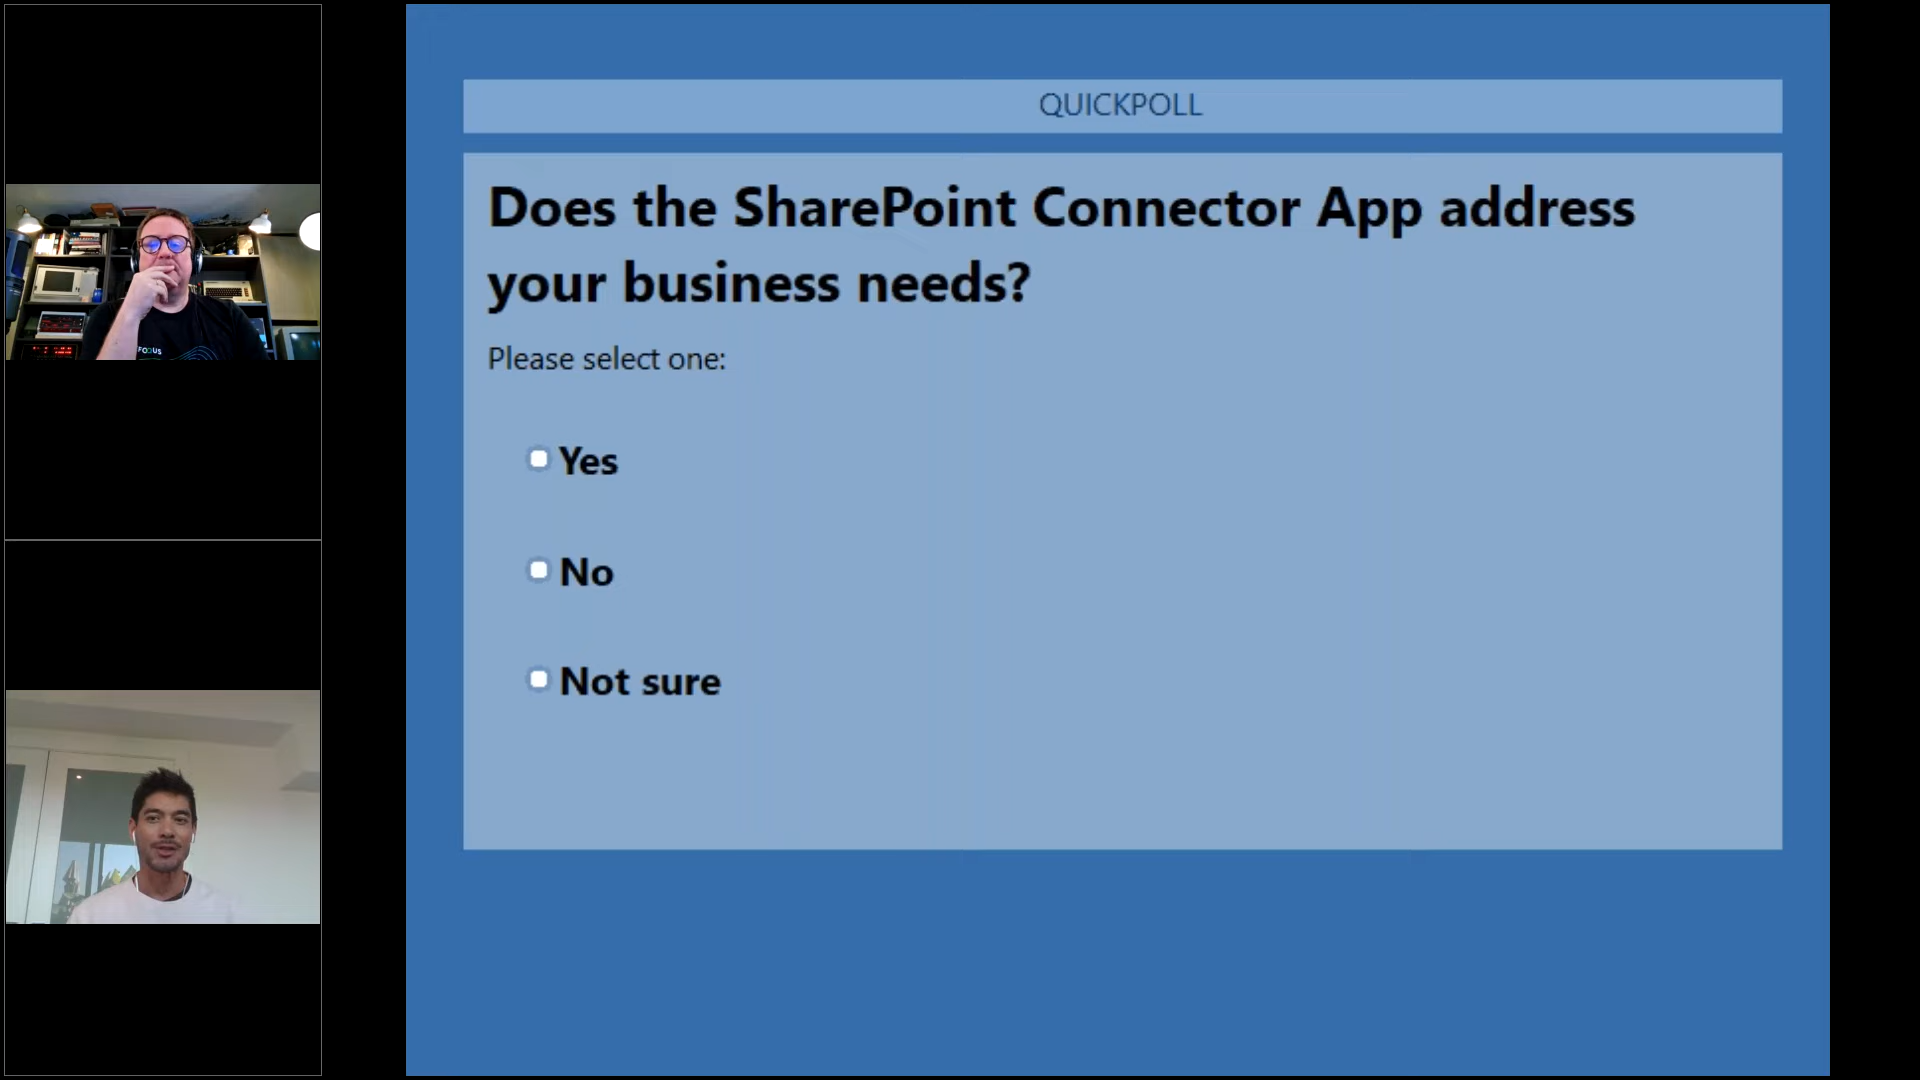 QUICKPOLL
Does the SharePoint Connector App address
your business needs?
Please select one:
Yes
No
Not sure